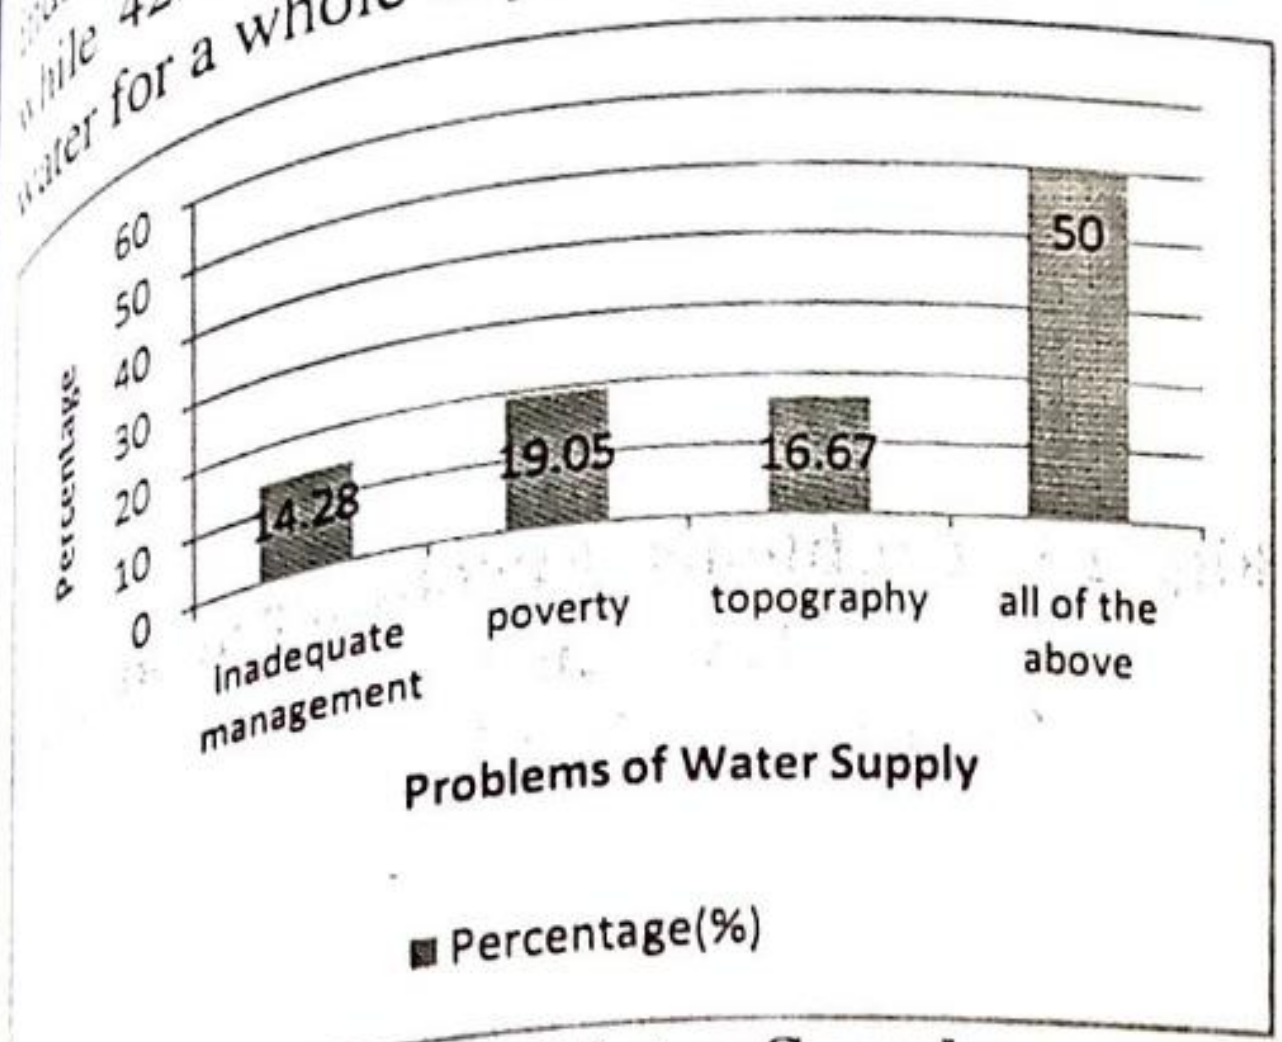 while
water for a whole
60
50
40
30
20
10
0
Percentage
14.28
19.05
16.67
50
inadequate
management
poverty
topography
all of the
above
Problems of Water Supply
Percentage(%)